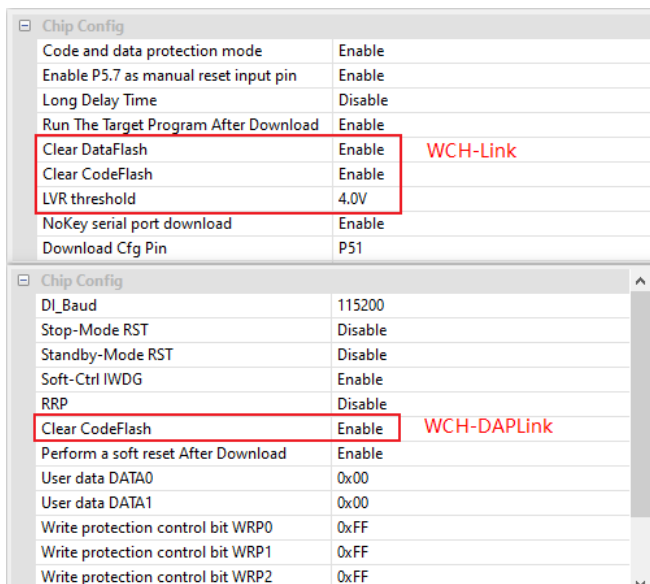 Chip Config
Code and data protection mode Enable
Enable P5.7 as manual reset input pin Enable
Long Delay Time Disable
Run The Target Program After Download Enable
Clear DataFlash Enable WCH-Link
Clear CodeFlash Enable
LVR threshold 4.0V
NoKey serial port download Enable
Download Cfg Pin P51
Chip Config
DI_Baud 115200
Stop-Mode RST Disable
Standby-Mode RST Disable
Soft-Ctrl IWDG Enable
RRP Disable
Clear CodeFlash Enable WCH-DAPLink
Perform a soft reset After Download Enable
User data DATA0 0x00
User data DATA1 0x00
Write protection control bit WRP0 0xFF
Write protection control bit WRP1 0xFF
Write protection control bit WRP2 0xFF